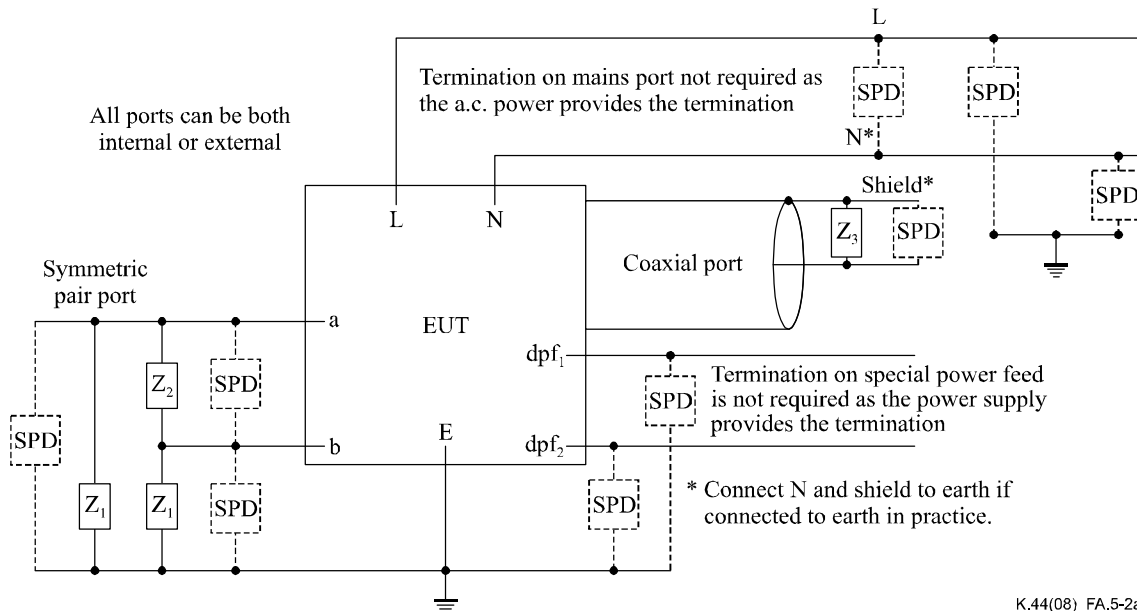 L
Termination on mains port not required as
the a.c. power provides the termination
SPD
SPD
All ports can be both
internal or external
N*
Shield*
SPD
L
N
Z₃
SPD
Coaxial port
Symmetric
pair port
a
EUT
dpf₁
Z₂
SPD
Termination on special power feed
is not required as the power supply
provides the termination
SPD
SPD
b
E
dpf₂
Z₁
Z₁
SPD
SPD
* Connect N and shield to earth if
connected to earth in practice.
K.44(08)_FA.5-2a